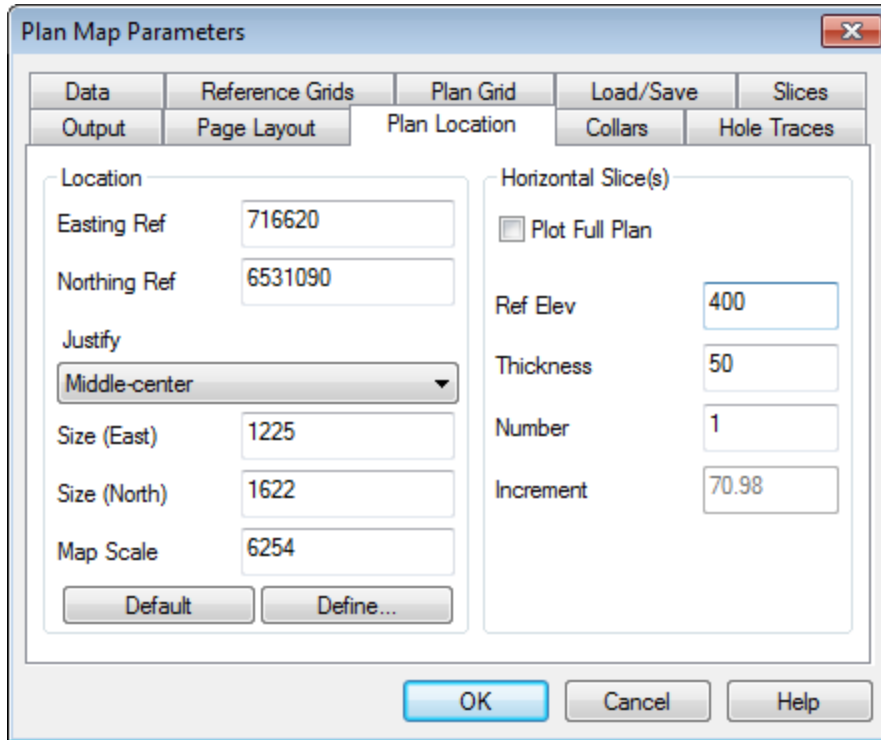 Plan Map Parameters
Data Reference Grids Plan Grid Load/Save Slices
Output Page Layout Plan Location Collars Hole Traces
Location
Easting Ref 716620
Northing Ref 6531090
Justify
Middle-center
Size (East) 1225
Size (North) 1622
Map Scale 6254
Default Define...
Horizontal Slice(s)
Plot Full Plan
Ref Elev 400
Thickness 50
Number 1
Increment 70.98
OK Cancel Help